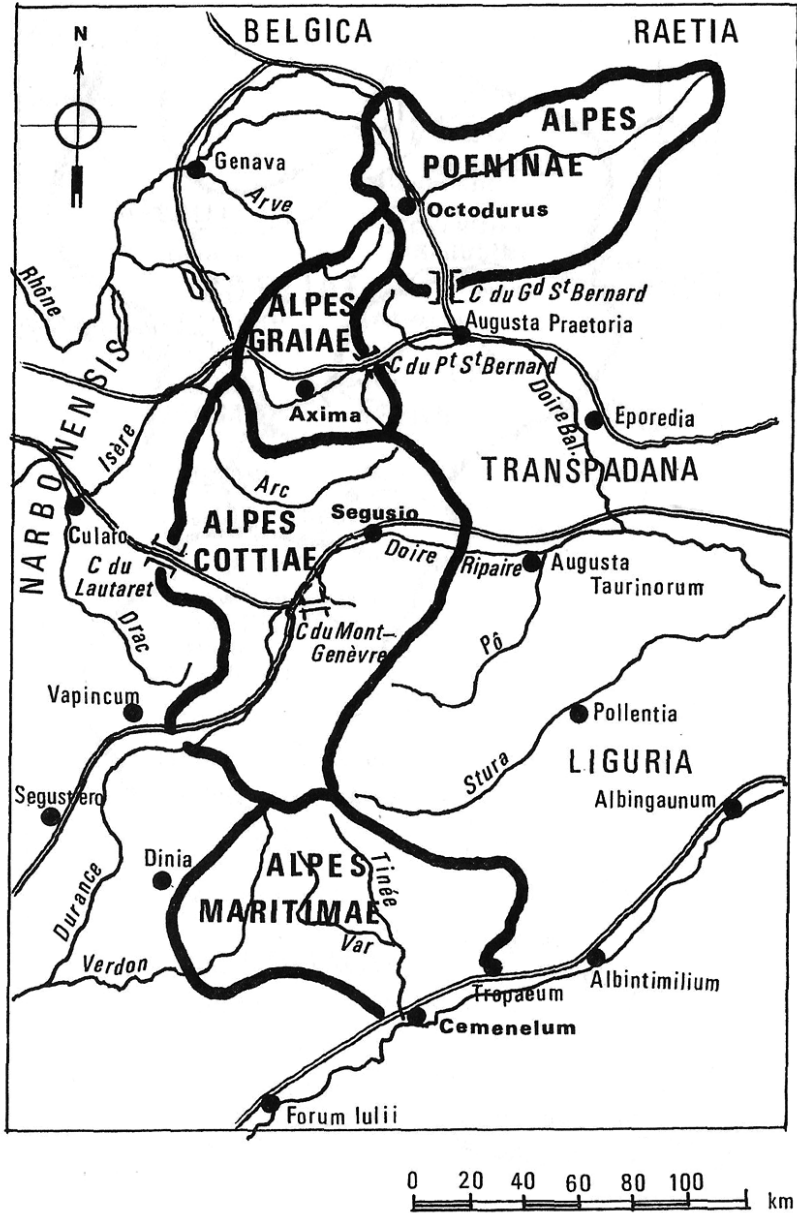 BELGICA
RAETIA
N
ALPES
POENINAE
Genava
Arve
Octodurus
Rhône
C du Gd St Bernard
ALPES
GRAIAE
Augusta Praetoria
C du Pt St Bernard
Axima
Doire Bal.
Eporedia
NARBONENSIS
Isère
Arc
TRANSPADANA
Cularo
ALPES
COTTIAE
Segusio
Doire Ripaire
Augusta
Taurinorum
C du
Lautaret
Drac
C du Mont-
Genèvre
Pô
Vapincum
Pollentia
Stura
LIGURIA
Segustero
Albingaunum
Dinia
ALPES
MARITIMAE
Tinée
Durance
Var
Verdon
Tropaeum
Albintimilium
Cemenelum
Forum Iulii
0 20 40 60 80 100
km